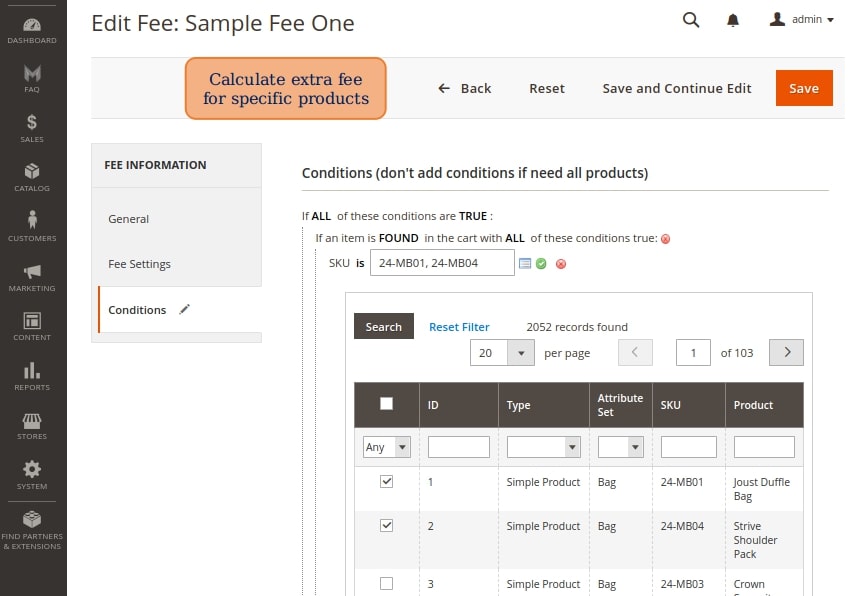 Edit Fee: Sample Fee One
admin
DASHBOARD
FAQ
SALES
CATALOG
CUSTOMERS
MARKETING
CONTENT
REPORTS
STORES
SYSTEM
FIND PARTNERS
& EXTENSIONS
Calculate extra fee
for specific products
Back Reset Save and Continue Edit Save
FEE INFORMATION
General
Fee Settings
Conditions
Conditions (don't add conditions if need all products)
If ALL of these conditions are TRUE :
If an item is FOUND in the cart with ALL of these conditions true:
SKU is 24-MB01, 24-MB04
Search Reset Filter 2052 records found
20 per page 1 of 103
ID Type Attribute Set SKU Product
Any
1 Simple Product Bag 24-MB01 Joust Duffle
Bag
2 Simple Product Bag 24-MB04 Strive
Shoulder
Pack
3 Simple Product Bag 24-MB03 Crown